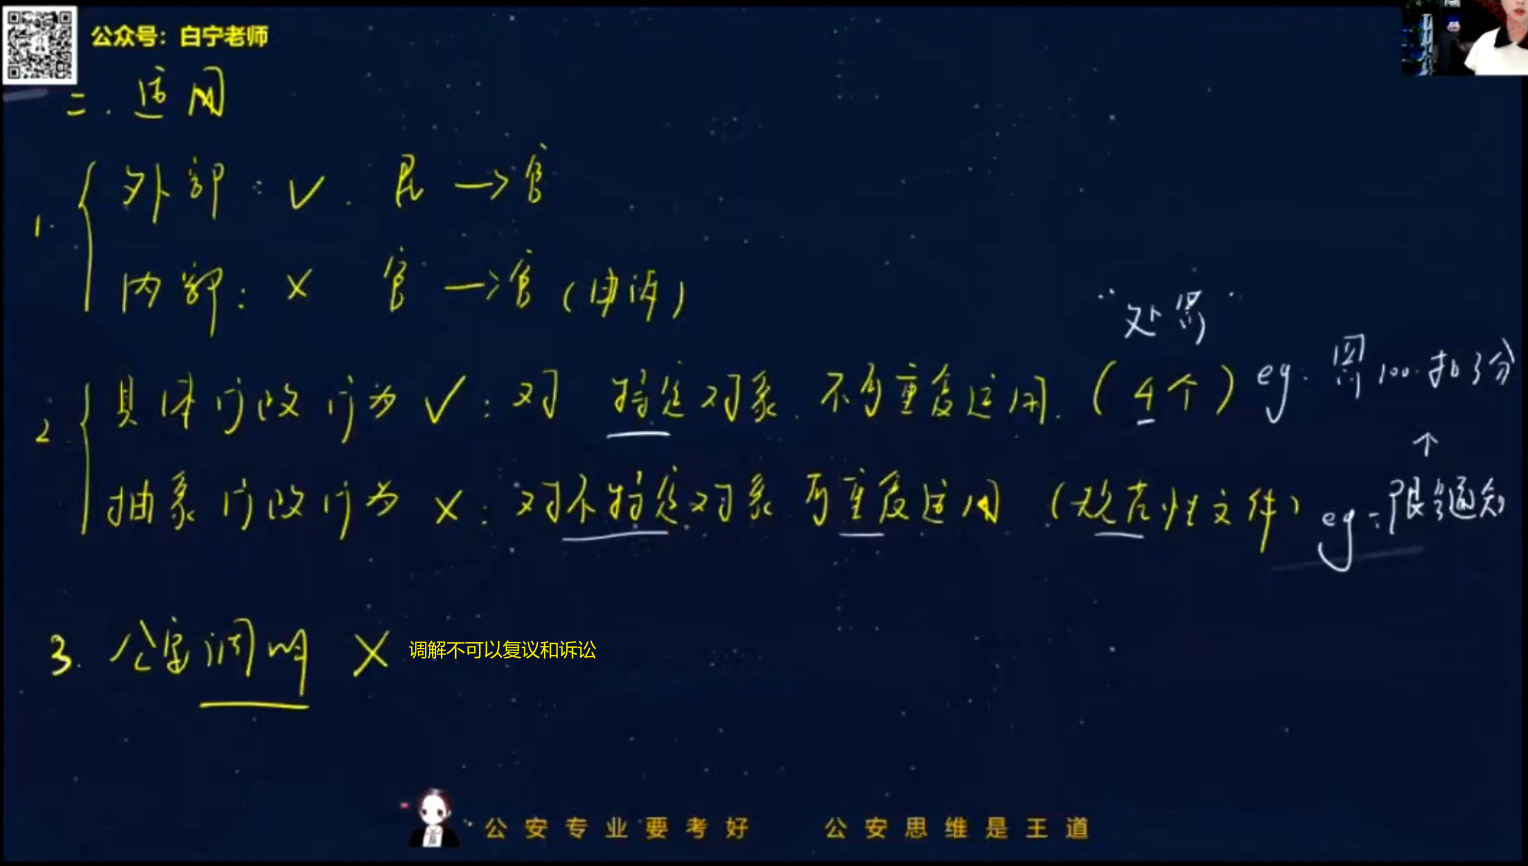 公众号：白宁老师
二.适用
1. 外部：✓. 民→官
内部：× 官→官（申诉）
“处罚”
2. 具体行政行为✓：对 特定对象.不可重复适用.（4个）eg：罚100.扣3分
↑
抽象行政行为 ×：对不特定对象 可重复适用（规范性文件）eg：限号通知
3. 公安调解 × 调解不可以复议和诉讼
公安专业要考好 公安思维是王道